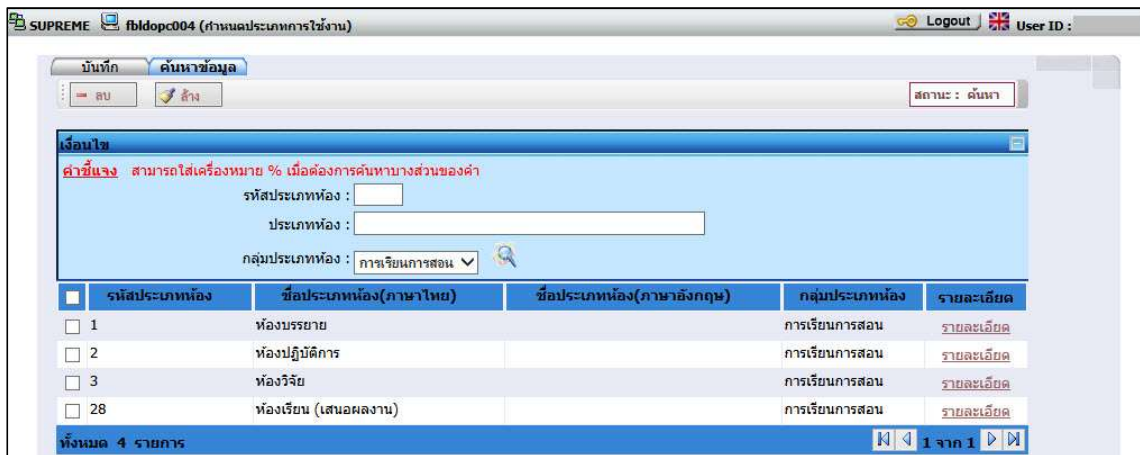 SUPREME fbldopc004 (กำหนดประเภทการใช้งาน) Logout User ID :
บันทึก ค้นหาข้อมูล
ลบ ล้าง สถานะ : ค้นหา
เงื่อนไข
คำชี้แจง สามารถใส่เครื่องหมาย % เมื่อต้องการค้นหาบางส่วนของคำ
รหัสประเภทห้อง :
ประเภทห้อง :
กลุ่มประเภทห้อง : การเรียนการสอน
รหัสประเภทห้อง ชื่อประเภทห้อง(ภาษาไทย) ชื่อประเภทห้อง(ภาษาอังกฤษ) กลุ่มประเภทห้อง รายละเอียด
1 ห้องบรรยาย การเรียนการสอน รายละเอียด
2 ห้องปฏิบัติการ การเรียนการสอน รายละเอียด
3 ห้องวิจัย การเรียนการสอน รายละเอียด
28 ห้องเรียน (เสนอผลงาน) การเรียนการสอน รายละเอียด
ทั้งหมด 4 รายการ 1 จาก 1